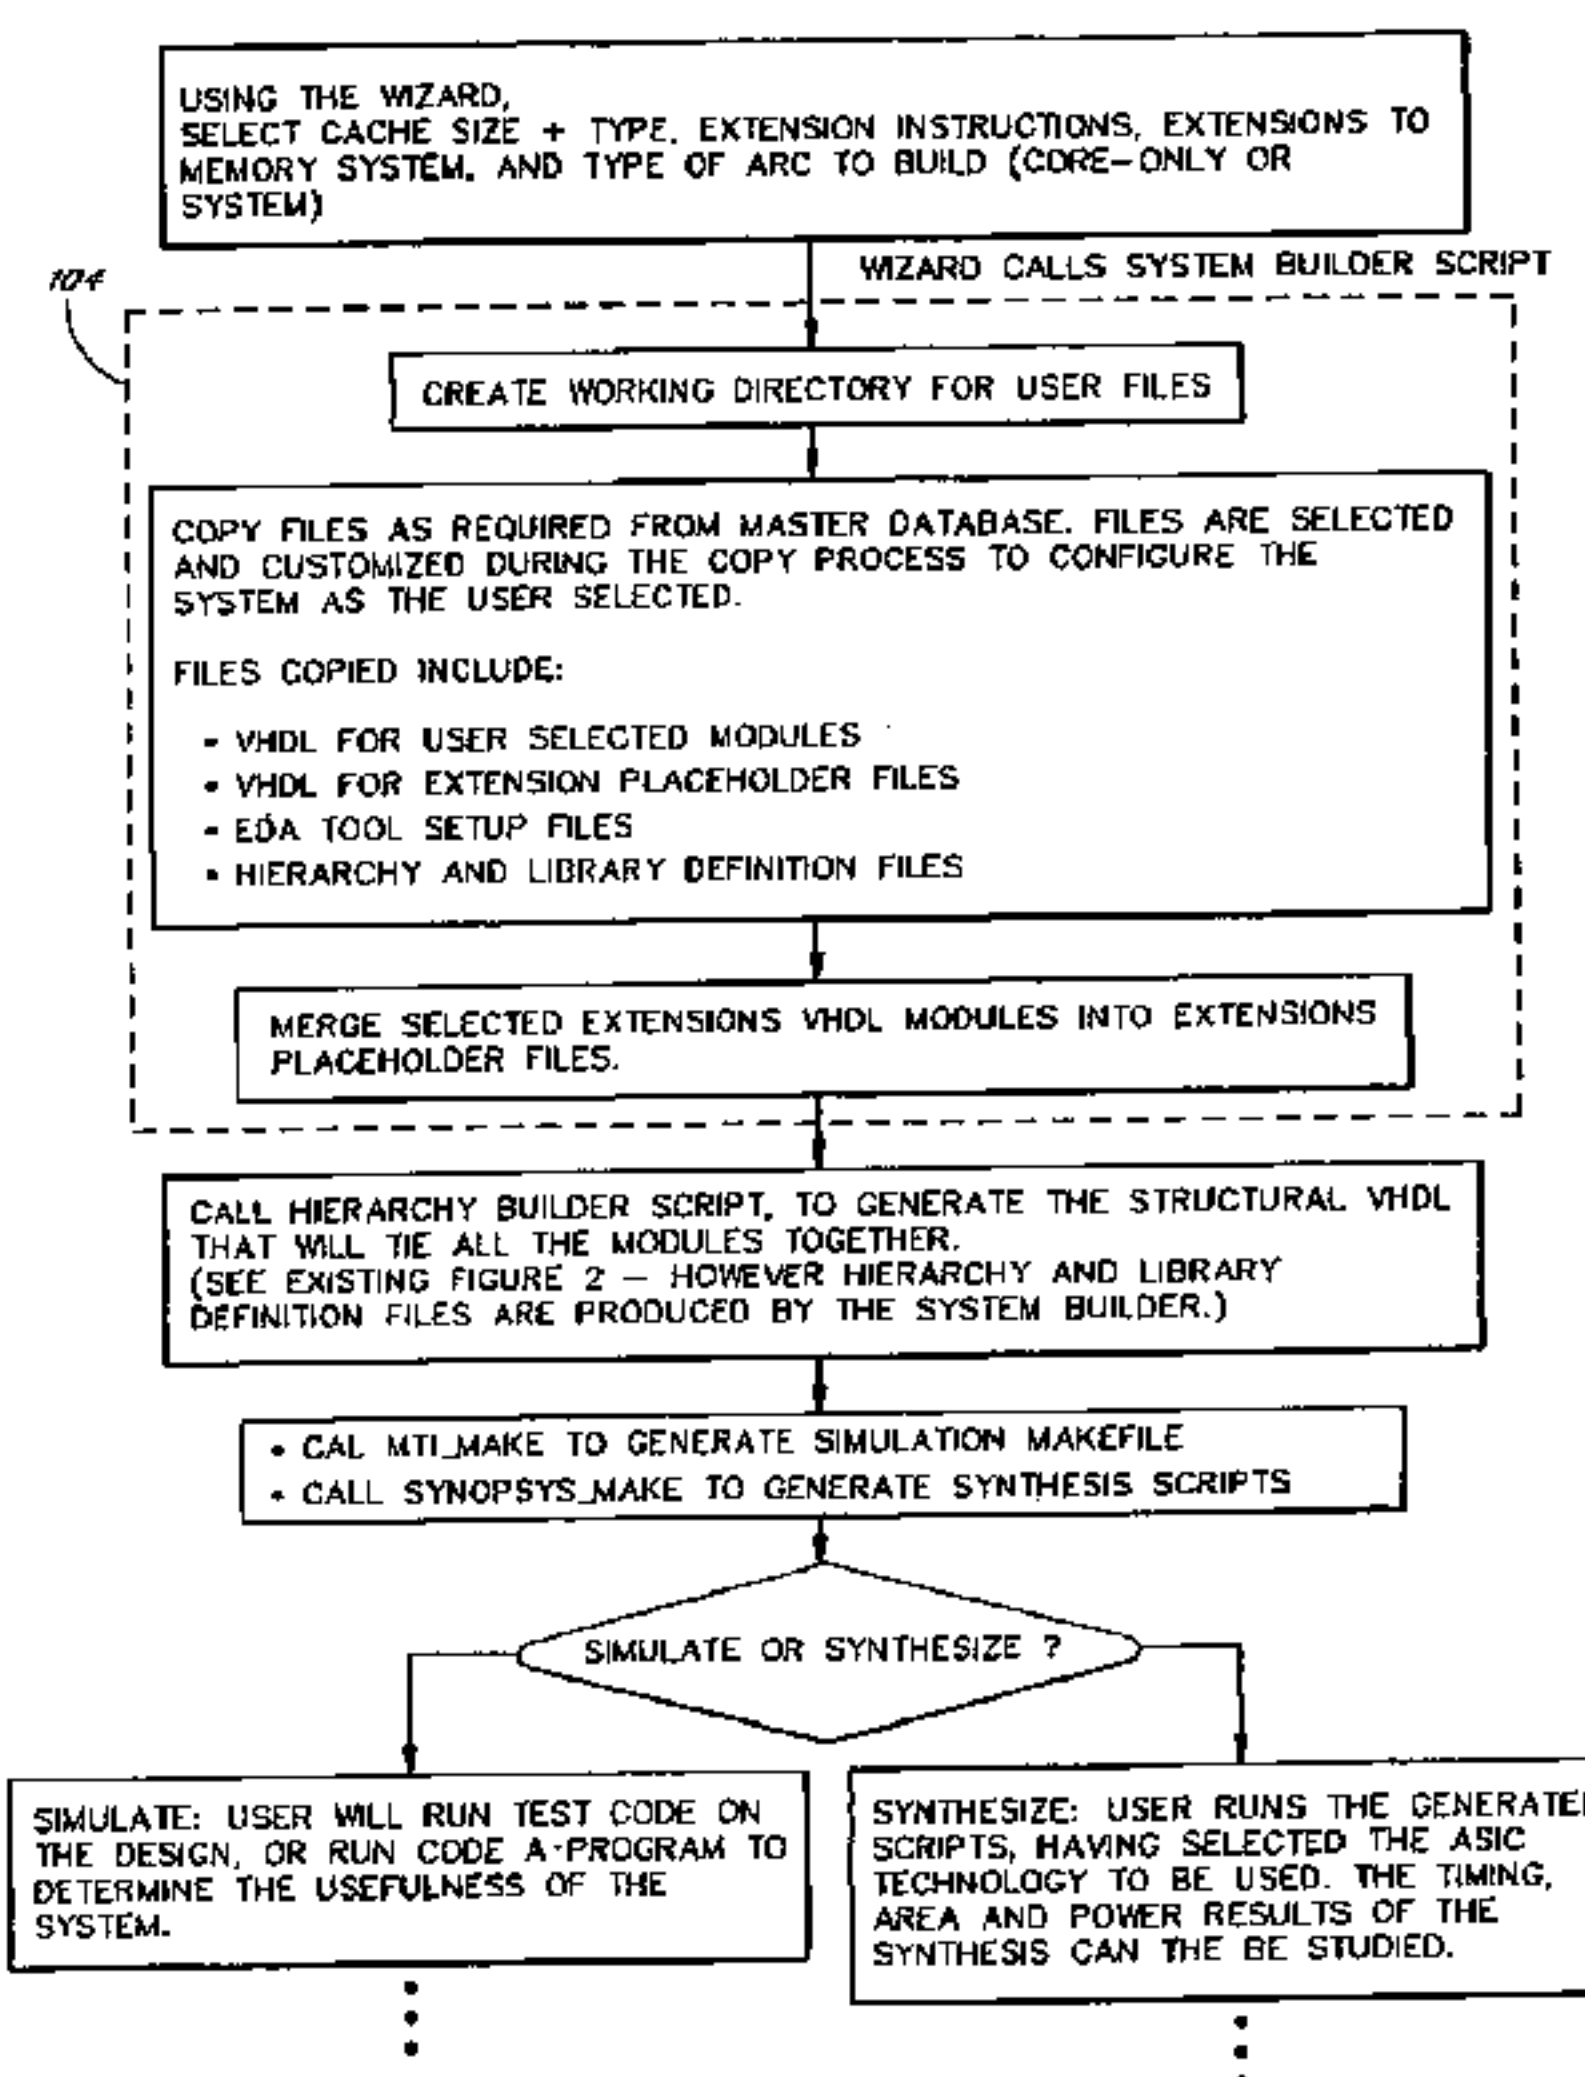 USING THE WIZARD,
SELECT CACHE SIZE + TYPE, EXTENSION INSTRUCTIONS, EXTENSIONS TO
MEMORY SYSTEM, AND TYPE OF ARC TO BUILD (CORE-ONLY OR
SYSTEM)
WIZARD CALLS SYSTEM BUILDER SCRIPT
104
CREATE WORKING DIRECTORY FOR USER FILES
COPY FILES AS REQUIRED FROM MASTER DATABASE. FILES ARE SELECTED
AND CUSTOMIZED DURING THE COPY PROCESS TO CONFIGURE THE
SYSTEM AS THE USER SELECTED.
FILES COPIED INCLUDE:
• VHDL FOR USER SELECTED MODULES
• VHDL FOR EXTENSION PLACEHOLDER FILES
• EDA TOOL SETUP FILES
• HIERARCHY AND LIBRARY DEFINITION FILES
MERGE SELECTED EXTENSIONS VHDL MODULES INTO EXTENSIONS
PLACEHOLDER FILES.
CALL HIERARCHY BUILDER SCRIPT, TO GENERATE THE STRUCTURAL VHDL
THAT WILL TIE ALL THE MODULES TOGETHER.
(SEE EXISTING FIGURE 2 – HOWEVER HIERARCHY AND LIBRARY
DEFINITION FILES ARE PRODUCED BY THE SYSTEM BUILDER.)
• CAL MTI_MAKE TO GENERATE SIMULATION MAKEFILE
• CALL SYNOPSYS_MAKE TO GENERATE SYNTHESIS SCRIPTS
SIMULATE OR SYNTHESIZE ?
SIMULATE: USER WILL RUN TEST CODE ON
THE DESIGN, OR RUN CODE A-PROGRAM TO
DETERMINE THE USEFULNESS OF THE
SYSTEM.
SYNTHESIZE: USER RUNS THE GENERATE
SCRIPTS, HAVING SELECTED THE ASIC
TECHNOLOGY TO BE USED. THE TIMING,
AREA AND POWER RESULTS OF THE
SYNTHESIS CAN THE BE STUDIED.